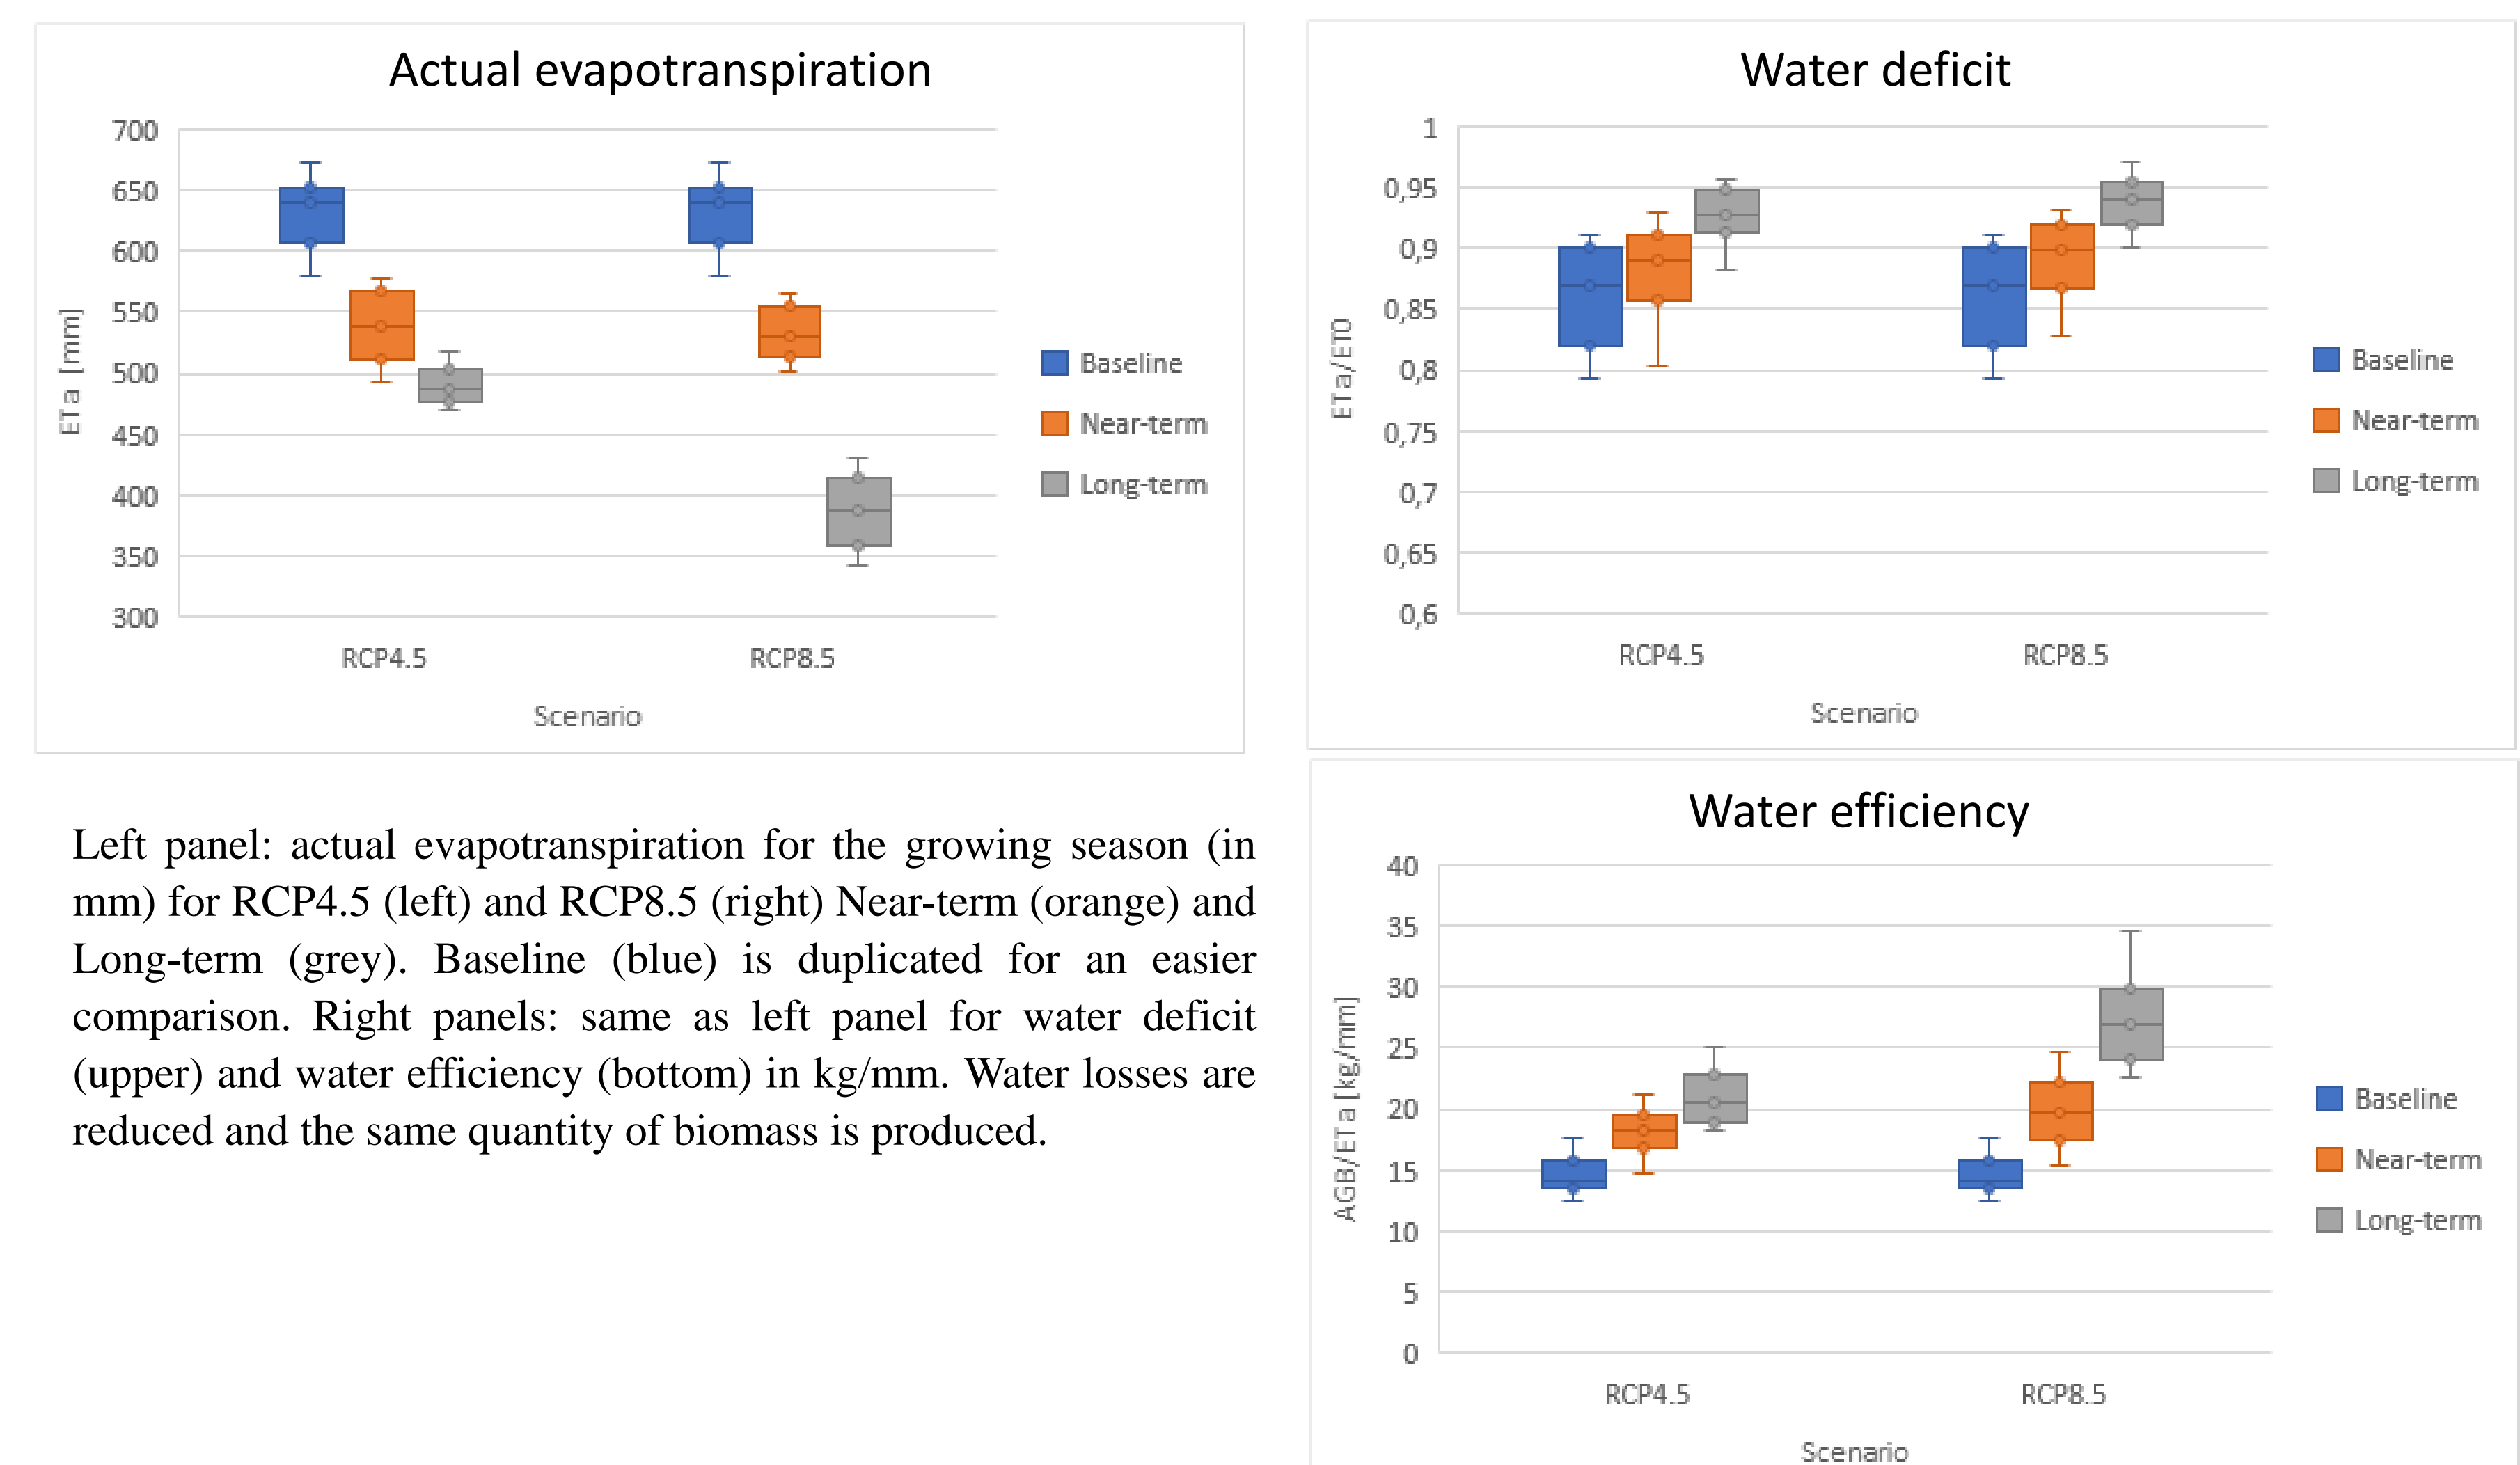 Actual evapotranspiration
700
650
600
550
500
450
400
350
300
ETa [mm]
RCP4.5 RCP8.5
Scenario
Baseline
Near-term
Long-term
Water deficit
1
0,95
0,9
0,85
0,8
0,75
0,7
0,65
0,6
ETa/ET0
RCP4.5 RCP8.5
Scenario
Baseline
Near-term
Long-term
Left panel: actual evapotranspiration for the growing season (in
mm) for RCP4.5 (left) and RCP8.5 (right) Near-term (orange) and
Long-term (grey). Baseline (blue) is duplicated for an easier
comparison. Right panels: same as left panel for water deficit
(upper) and water efficiency (bottom) in kg/mm. Water losses are
reduced and the same quantity of biomass is produced.
Water efficiency
40
35
30
25
20
15
10
5
0
AGB/ETa [kg/mm]
RCP4.5 RCP8.5
Scenario
Baseline
Near-term
Long-term